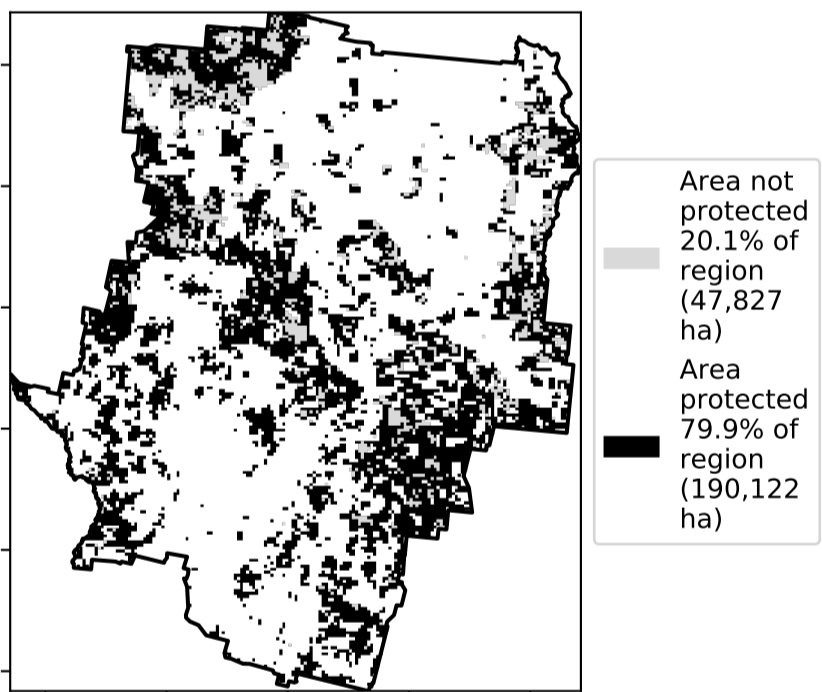 Area not
protected
20.1% of
region
(47,827
ha)
Area
protected
79.9% of
region
(190,122
ha)